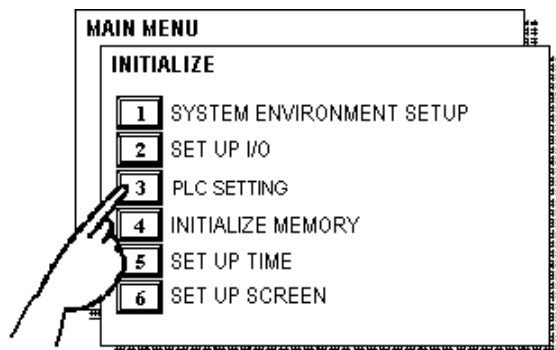 MAIN MENU
INITIALIZE
1 SYSTEM ENVIRONMENT SETUP
2 SET UP I/O
3 PLC SETTING
4 INITIALIZE MEMORY
5 SET UP TIME
6 SET UP SCREEN